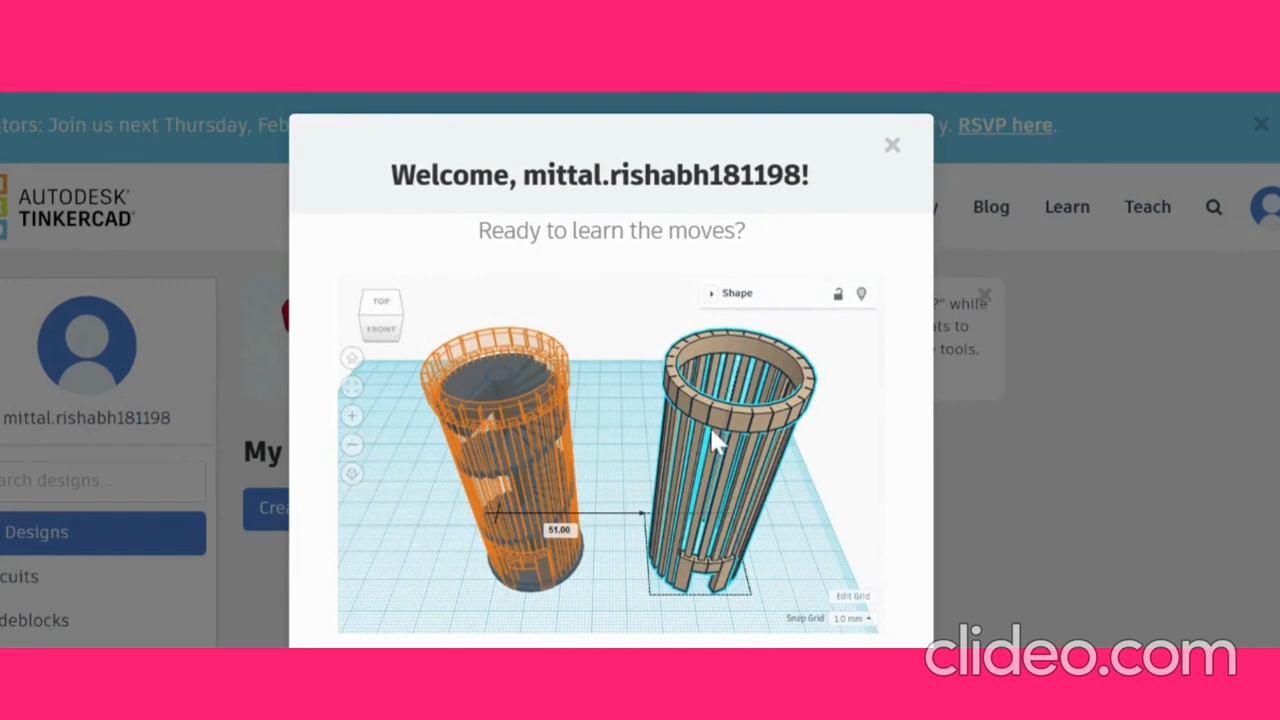 tors: Join us next Thursday, Feb
y. RSVP here.
Welcome, mittal.rishabh181198!
AUTODESK
TINKERCAD
Blog
Learn
Teach
Ready to learn the moves?
TOP
FRONT
Shape
?" while
ts to
tools.
mittal.rishabh181198
My
arch designs...
Crea
Designs
51.00
cuits
deblocks
Edit Grid
Snap Grid 1.0 mm
clideo.com